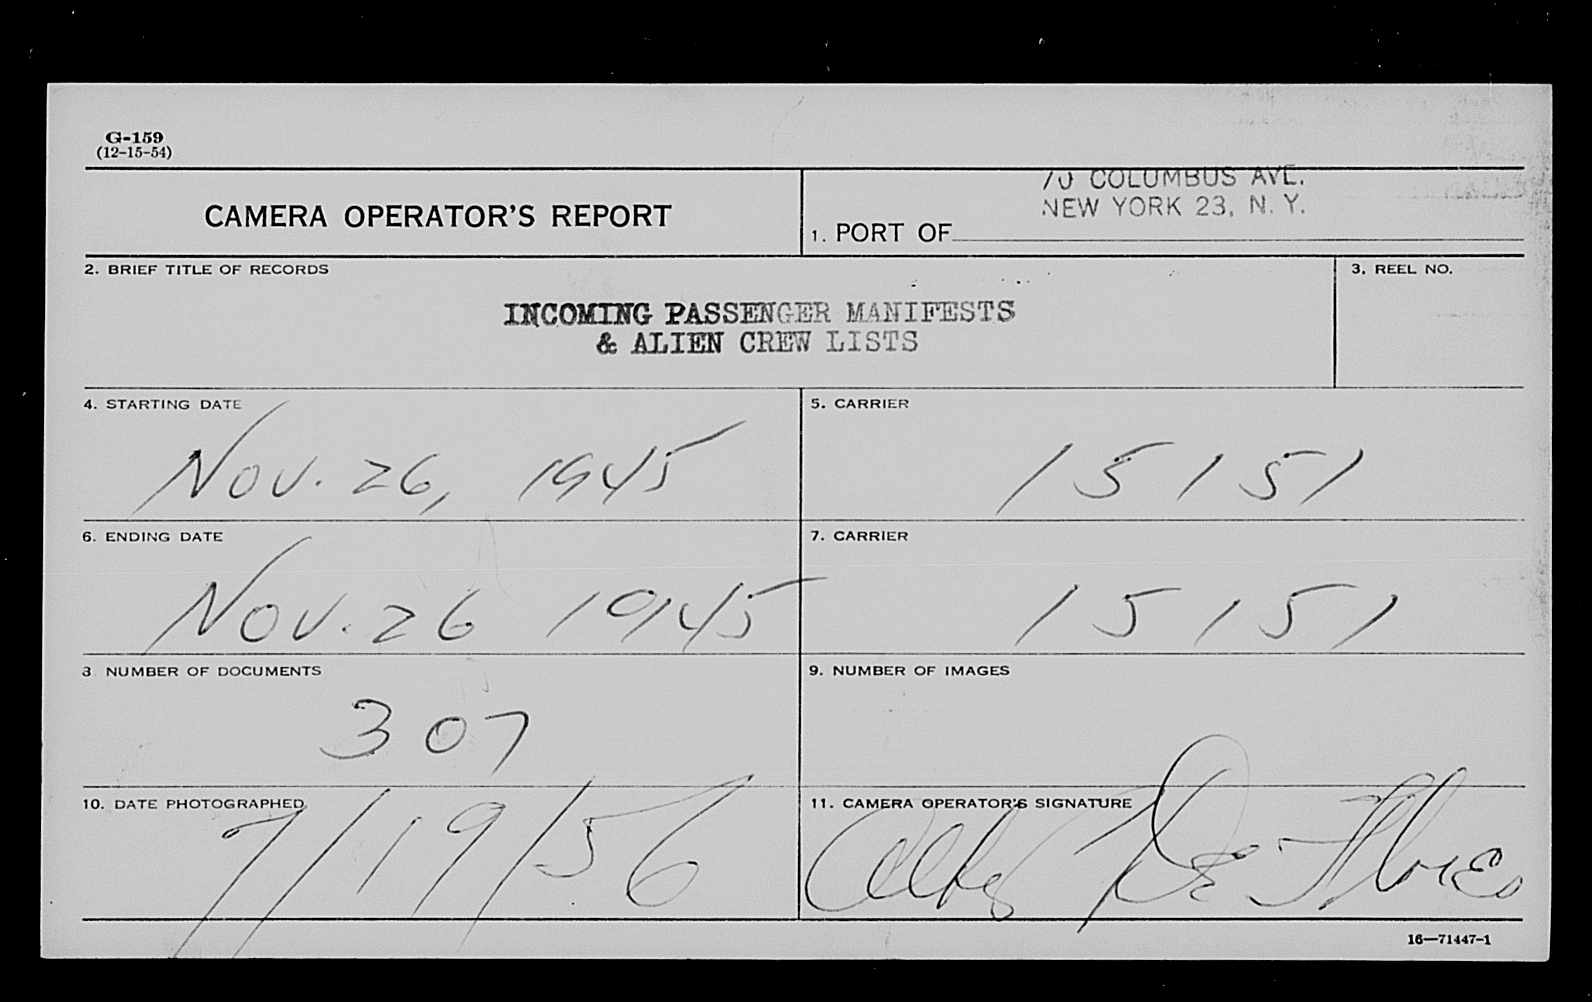 G-159
(12-15-54)
CAMERA OPERATOR'S REPORT
70 COLUMBUS AVE.
NEW YORK 23, N. Y.
1. PORT OF
2. BRIEF TITLE OF RECORDS
3. REEL NO.
INCOMING PASSENGER MANIFESTS
& ALIEN CREW LISTS
4. STARTING DATE
5. CARRIER
Nov. 26, 1945
15151
6. ENDING DATE
7. CARRIER
Nov. 26 1945
15151
3 NUMBER OF DOCUMENTS
9. NUMBER OF IMAGES
307
10. DATE PHOTOGRAPHED
11. CAMERA OPERATOR'S SIGNATURE
7/19/56
De
16—71447-1